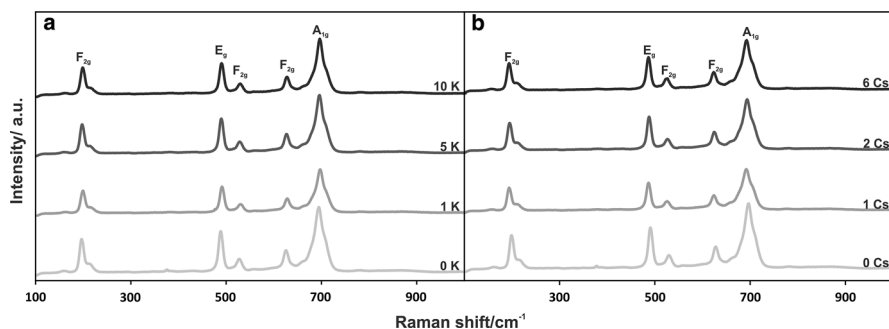 a
b
F2g
Eg
F2g
F2g
A1g
10 K
5 K
1 K
0 K
F2g
Eg
F2g
F2g
A1g
6 Cs
2 Cs
1 Cs
0 Cs
Intensity/ a.u.
100 300 500 700 900 300 500 700 900
Raman shift/cm-1